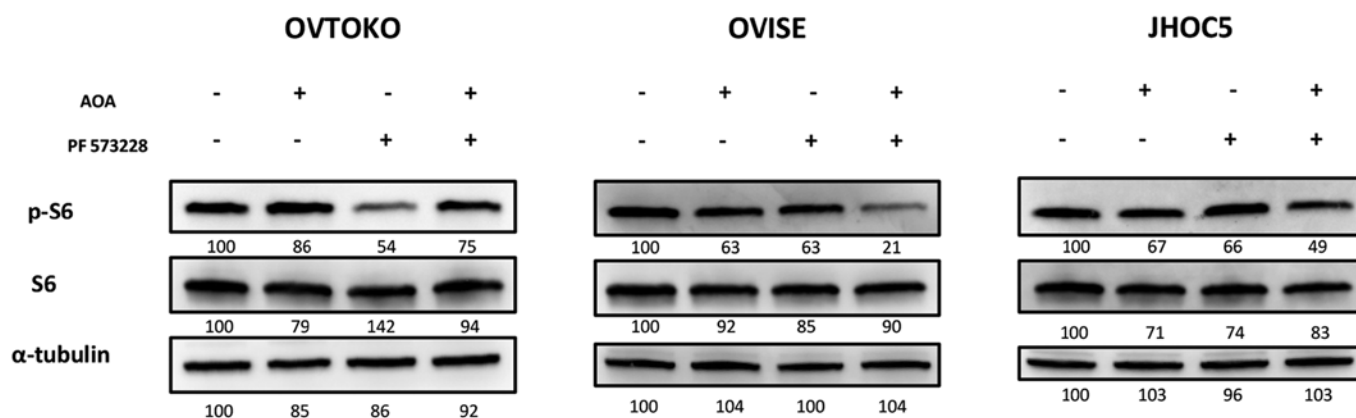 OVTOKO OVISE JHOC5
AOA - + - + - + - + - + - +
PF 573228 - - + + - - + + - - + +
p-S6
100 86 54 75 100 63 63 21 100 67 66 49
S6
100 79 142 94 100 92 85 90 100 71 74 83
α-tubulin
100 85 86 92 100 104 100 104 100 103 96 103